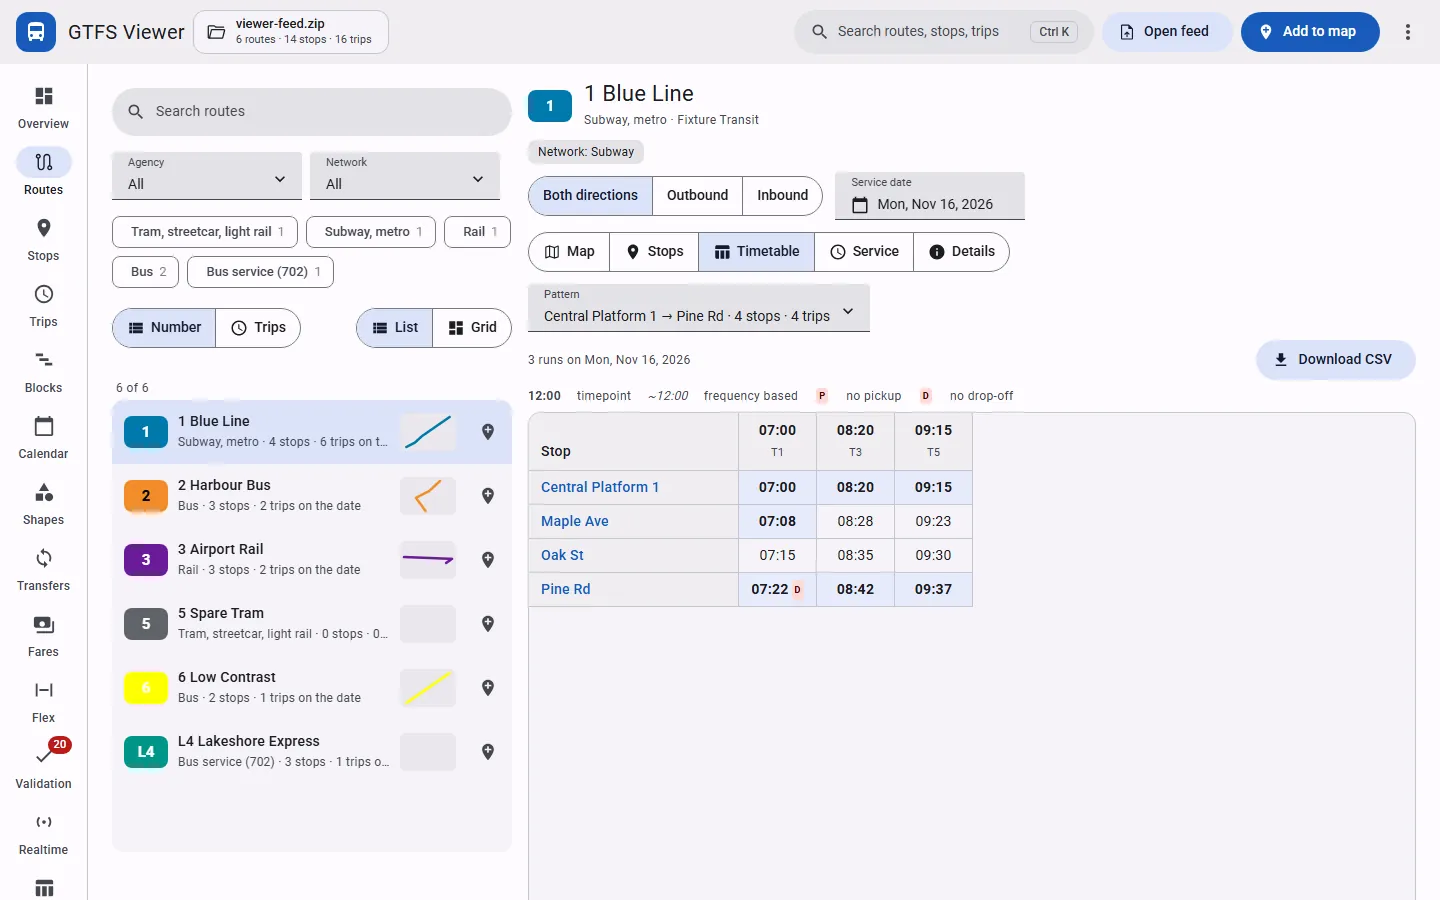 GTFS Viewer
viewer-feed.zip
6 routes · 14 stops · 16 trips
Search routes, stops, trips
Ctrl K
Open feed
Add to map
Overview
Routes
Stops
Trips
Blocks
Calendar
Shapes
Transfers
Fares
Flex
20
Validation
Realtime
Search routes
Agency
All
Network
All
Tram, streetcar, light rail 1
Subway, metro 1
Rail 1
Bus 2
Bus service (702) 1
Number
Trips
List
Grid
6 of 6
1
1 Blue Line
Subway, metro · 4 stops · 6 trips on t...
2
2 Harbour Bus
Bus · 3 stops · 2 trips on the date
3
3 Airport Rail
Rail · 3 stops · 2 trips on the date
5
5 Spare Tram
Tram, streetcar, light rail · 0 stops · 0...
6
6 Low Contrast
Bus · 2 stops · 1 trips on the date
L4
L4 Lakeshore Express
Bus service (702) · 3 stops · 1 trips o...
1
1 Blue Line
Subway, metro · Fixture Transit
Network: Subway
Both directions
Outbound
Inbound
Service date
Mon, Nov 16, 2026
Map
Stops
Timetable
Service
Details
Pattern
Central Platform 1 → Pine Rd · 4 stops · 4 trips
3 runs on Mon, Nov 16, 2026
Download CSV
12:00 timepoint ~12:00 frequency based P no pickup D no drop-off
Stop 07:00 08:20 09:15
T1 T3 T5
Central Platform 1 07:00 08:20 09:15
Maple Ave 07:08 08:28 09:23
Oak St 07:15 08:35 09:30
Pine Rd 07:22 D 08:42 09:37